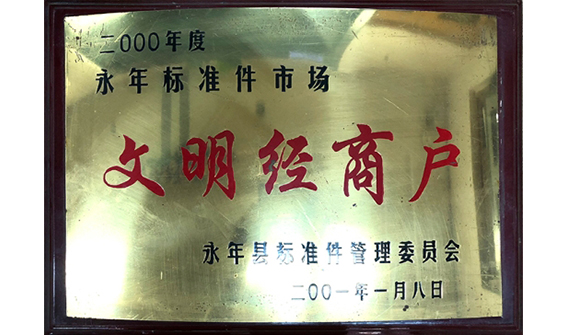 二000年度
永年标准件市场
文明经商户
永年县标准件管理委员会
二00一年一月八日